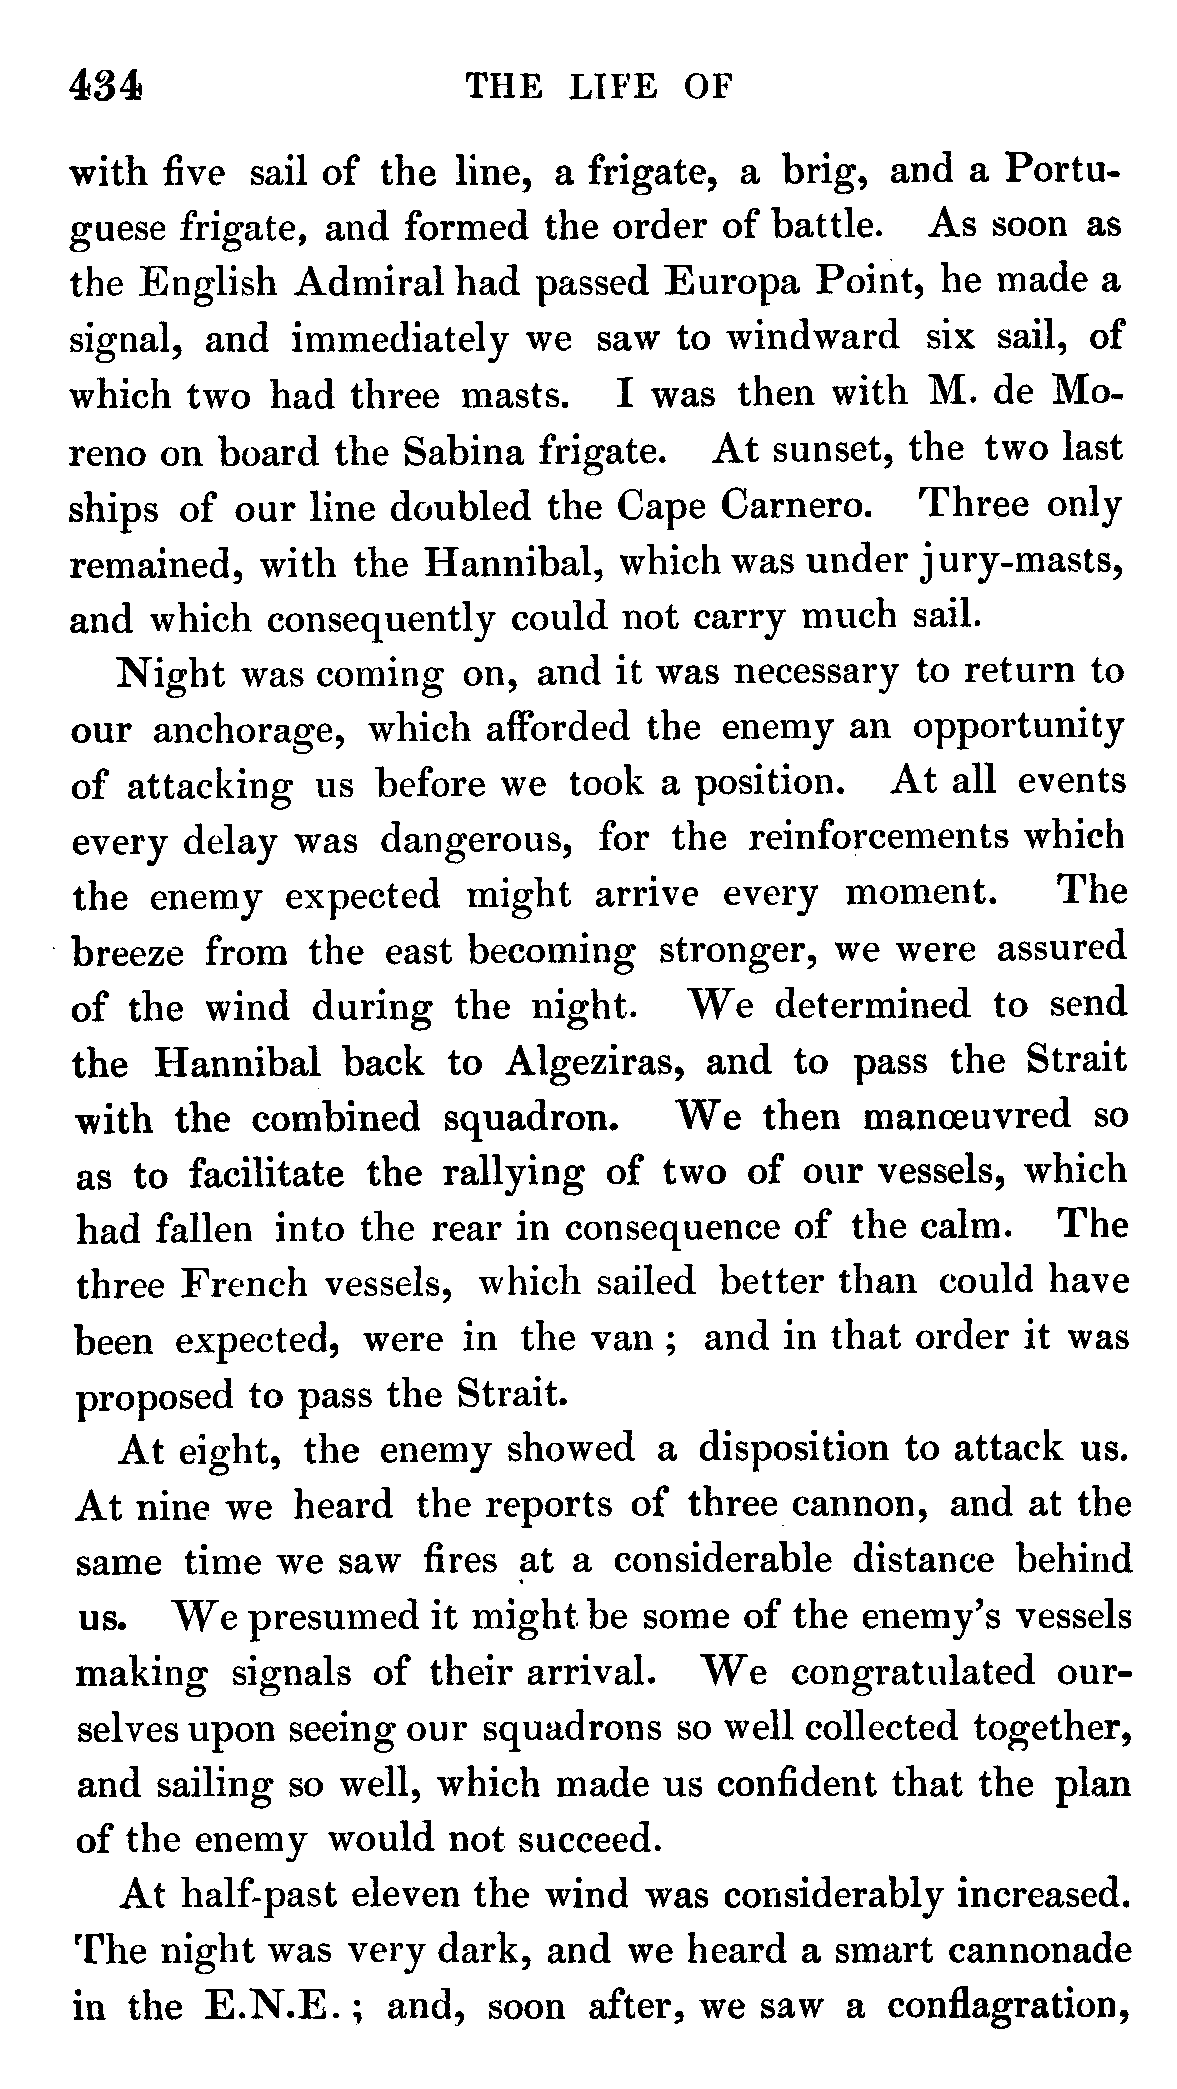 434 THE LIFE OF
with five sail of the line, a frigate, a brig, and a Portu-
guese frigate, and formed the order of battle. As soon as
the English Admiral had passed Europa Point, he made a
signal, and immediately we saw to windward six sail, of
which two had three masts. I was then with M. de Mo-
reno on board the Sabina frigate. At sunset, the two last
ships of our line doubled the Cape Carnero. Three only
remained, with the Hannibal, which was under jury-masts,
and which consequently could not carry much sail.
Night was coming on, and it was necessary to return to
our anchorage, which afforded the enemy an opportunity
of attacking us before we took a position. At all events
every delay was dangerous, for the reinforcements which
the enemy expected might arrive every moment. The
breeze from the east becoming stronger, we were assured
of the wind during the night. We determined to send
the Hannibal back to Algeziras, and to pass the Strait
with the combined squadron. We then manœuvred so
as to facilitate the rallying of two of our vessels, which
had fallen into the rear in consequence of the calm. The
three French vessels, which sailed better than could have
been expected, were in the van ; and in that order it was
proposed to pass the Strait.
At eight, the enemy showed a disposition to attack us.
At nine we heard the reports of three cannon, and at the
same time we saw fires at a considerable distance behind
us. We presumed it might be some of the enemy's vessels
making signals of their arrival. We congratulated our-
selves upon seeing our squadrons so well collected together,
and sailing so well, which made us confident that the plan
of the enemy would not succeed.
At half-past eleven the wind was considerably increased.
The night was very dark, and we heard a smart cannonade
in the E.N.E. ; and, soon after, we saw a conflagration,